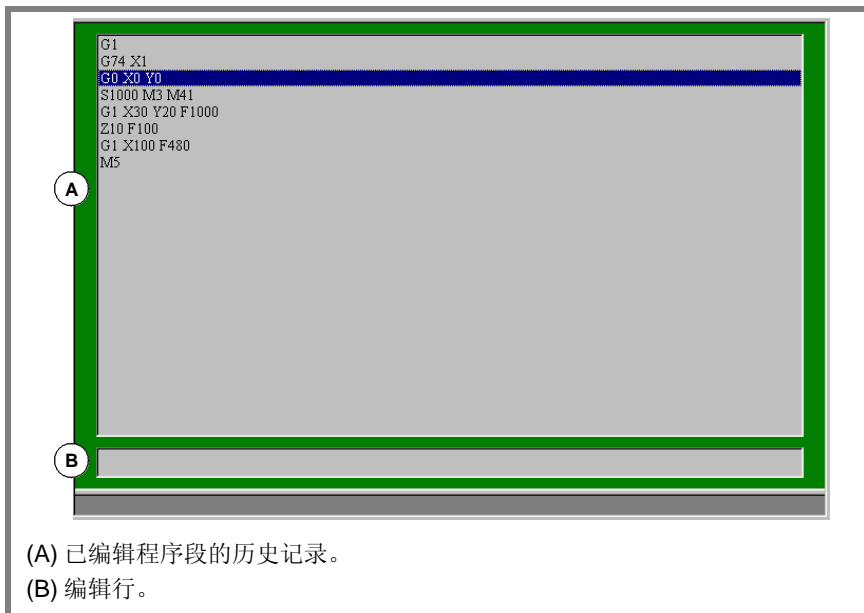 G1
G74 X1
G0 X0 Y0
S1000 M3 M41
G1 X30 Y20 F1000
Z10 F100
G1 X100 F480
M5
A
B
(A) 已编辑程序段的历史记录。
(B) 编辑行。